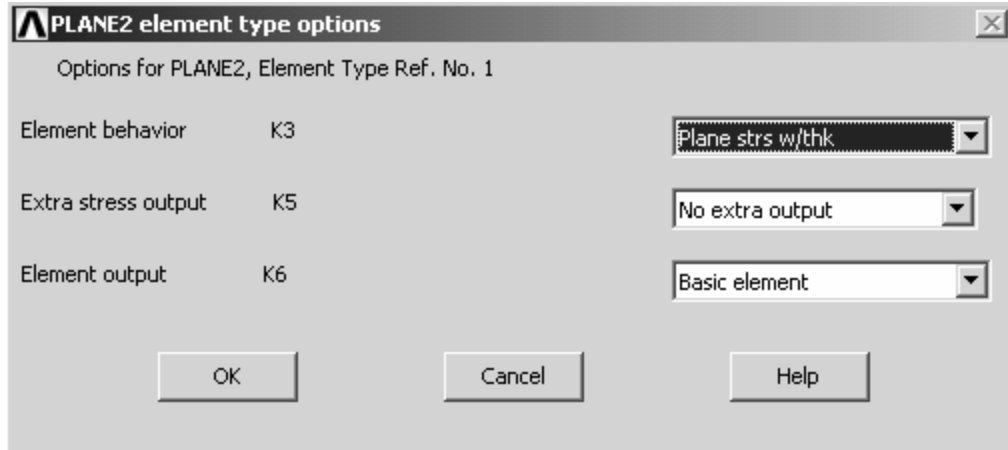 PLANE2 element type options
Options for PLANE2, Element Type Ref. No. 1
Element behavior K3 Plane strs w/thk
Extra stress output K5 No extra output
Element output K6 Basic element
OK Cancel Help